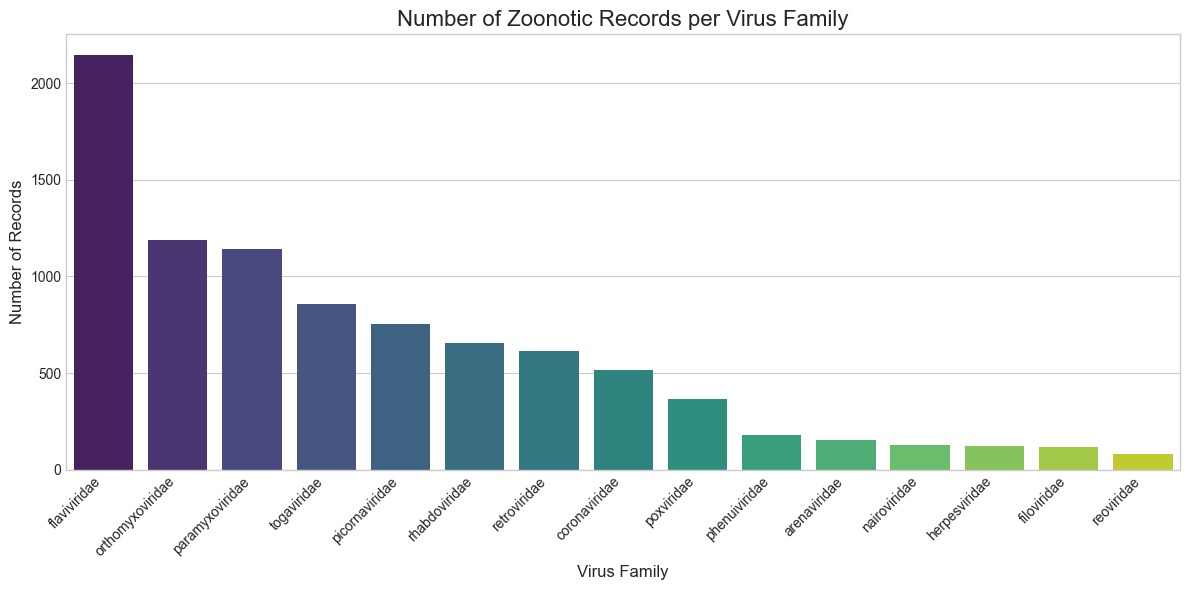 Number of Zoonotic Records per Virus Family
Number of Records
2000
1500
1000
500
0
flaviviridae
orthomyxoviridae
paramyxoviridae
togaviridae
picornaviridae
rhabdoviridae
retroviridae
coronaviridae
poxviridae
phenuiviridae
arenaviridae
nairoviridae
herpesviridae
filoviridae
reoviridae
Virus Family